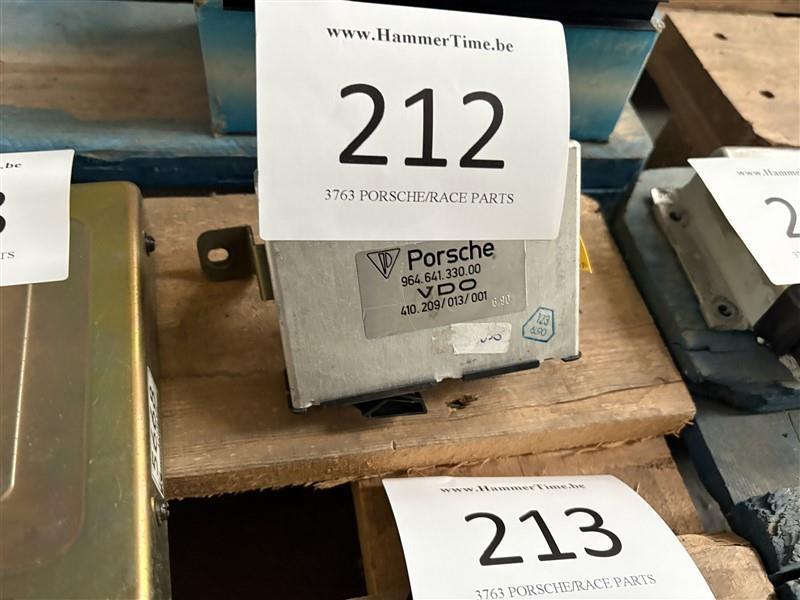 www.HammerTime.be
212
3763 PORSCHE/RACE PARTS
Porsche
964.641.330.00
VDO
410.209/013/001 6.90
123
6.90
www.HammerTime.be
213
3763 PORSCHE/RACE PARTS